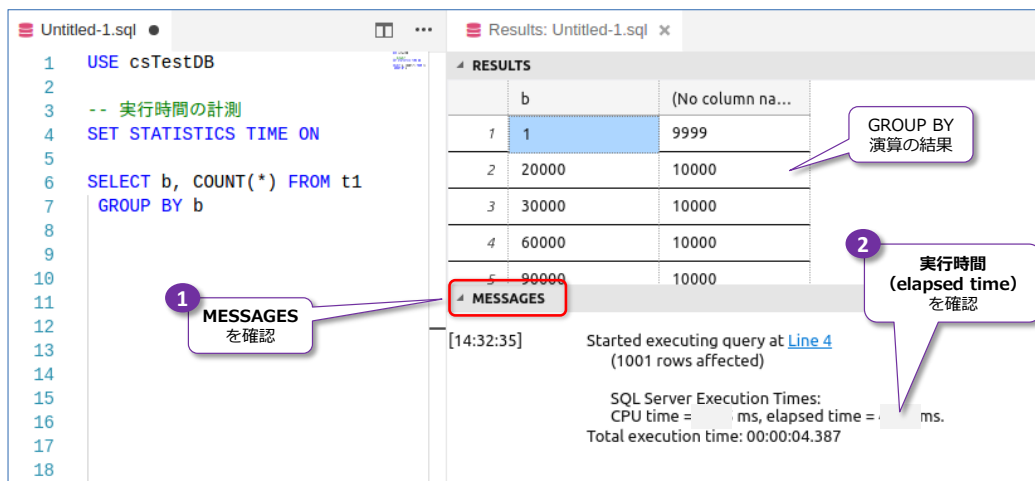 Untitled-1.sql
1 USE csTestDB
2
3 -- 実行時間の計測
4 SET STATISTICS TIME ON
5
6 SELECT b, COUNT(*) FROM t1
7 GROUP BY b
8
9
10
11
12
13
14
15
16
17
18
1
MESSAGES
を確認
Results: Untitled-1.sql
RESULTS
b (No column na...
1 1 9999
2 20000 10000
3 30000 10000
4 60000 10000
5 90000 10000
GROUP BY
演算の結果
2
実行時間
(elapsed time)
を確認
MESSAGES
[14:32:35] Started executing query at Line 4
(1001 rows affected)
SQL Server Execution Times:
CPU time = ms, elapsed time = ms.
Total execution time: 00:00:04.387